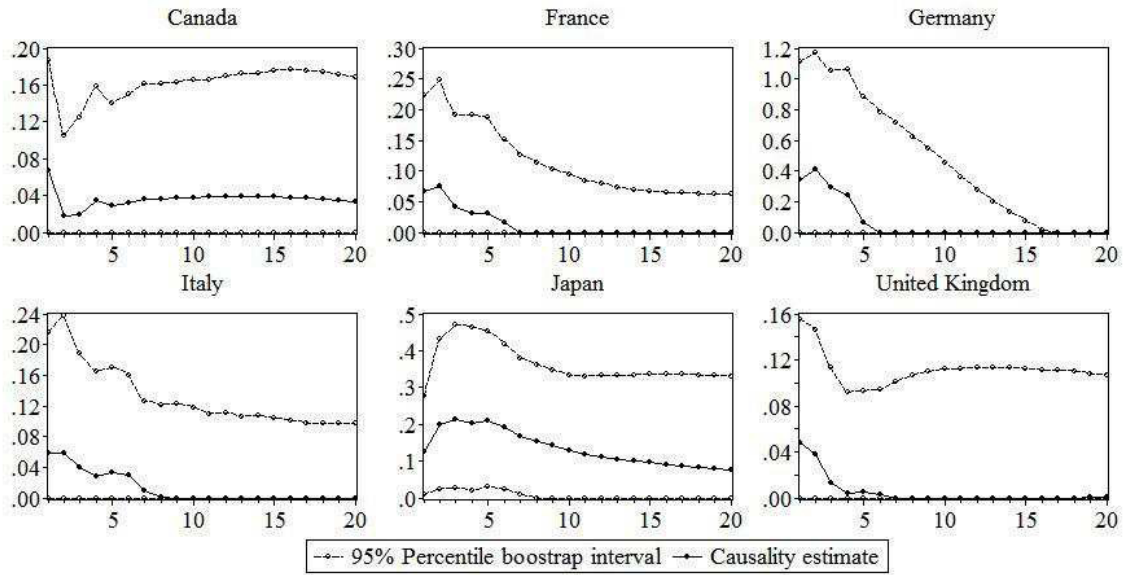 Canada
France
Germany
.20
.16
.12
.08
.04
.00
5 10 15 20
.30
.25
.20
.15
.10
.05
.00
5 10 15 20
1.2
1.0
0.8
0.6
0.4
0.2
0.0
5 10 15 20
Italy
Japan
United Kingdom
.24
.20
.16
.12
.08
.04
.00
5 10 15 20
.5
.4
.3
.2
.1
.0
5 10 15 20
.16
.12
.08
.04
.00
5 10 15 20
95% Percentile boostrap interval
Causality estimate